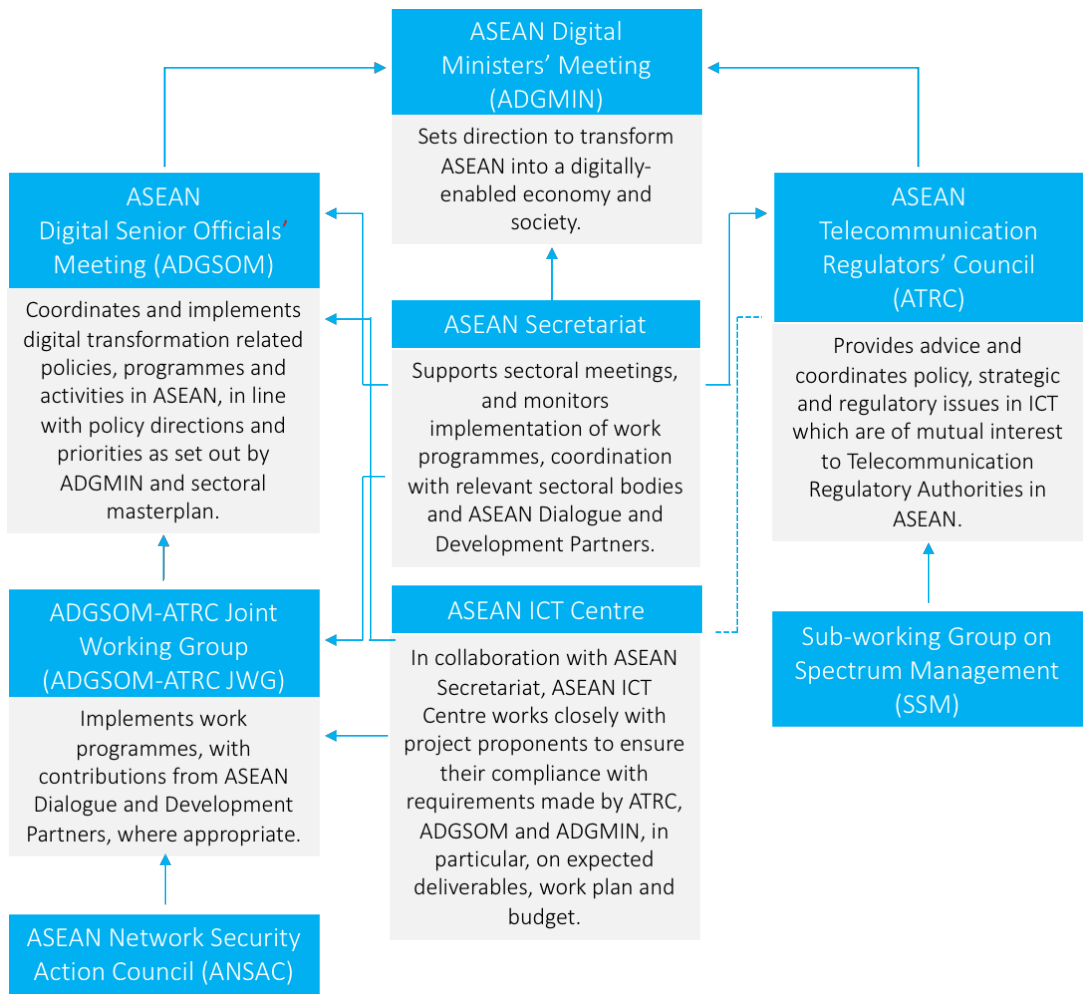 ASEAN Digital
Ministers’ Meeting
(ADGMIN)
Sets direction to transform
ASEAN into a digitally-
enabled economy and
society.
ASEAN
Digital Senior Officials’
Meeting (ADGSOM)
Coordinates and implements
digital transformation related
policies, programmes and
activities in ASEAN, in line
with policy directions and
priorities as set out by
ADGMIN and sectoral
masterplan.
ASEAN Secretariat
Supports sectoral meetings,
and monitors
implementation of work
programmes, coordination
with relevant sectoral bodies
and ASEAN Dialogue and
Development Partners.
ASEAN
Telecommunication
Regulators’ Council
(ATRC)
Provides advice and
coordinates policy, strategic
and regulatory issues in ICT
which are of mutual interest
to Telecommunication
Regulatory Authorities in
ASEAN.
ADGSOM-ATRC Joint
Working Group
(ADGSOM-ATRC JWG)
Implements work
programmes, with
contributions from ASEAN
Dialogue and Development
Partners, where appropriate.
ASEAN ICT Centre
In collaboration with ASEAN
Secretariat, ASEAN ICT
Centre works closely with
project proponents to ensure
their compliance with
requirements made by ATRC,
ADGSOM and ADGMIN, in
particular, on expected
deliverables, work plan and
budget.
Sub-working Group on
Spectrum Management
(SSM)
ASEAN Network Security
Action Council (ANSAC)